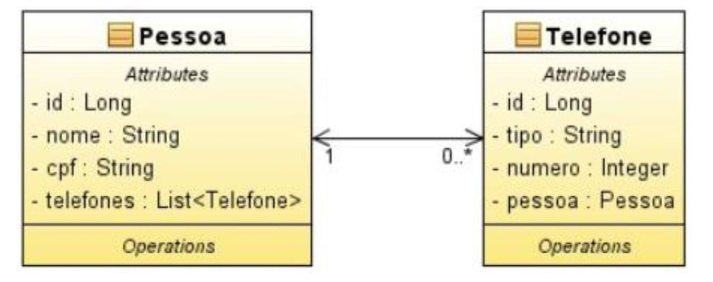 Pessoa
Attributes
- id : Long
- nome : String
- cpf : String
- telefones : List<Telefone>
Operations
1
0..*
Telefone
Attributes
- id : Long
- tipo : String
- numero : Integer
- pessoa : Pessoa
Operations